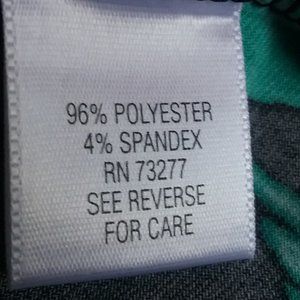 96% POLYESTER
4% SPANDEX
RN 73277
SEE REVERSE
FOR CARE